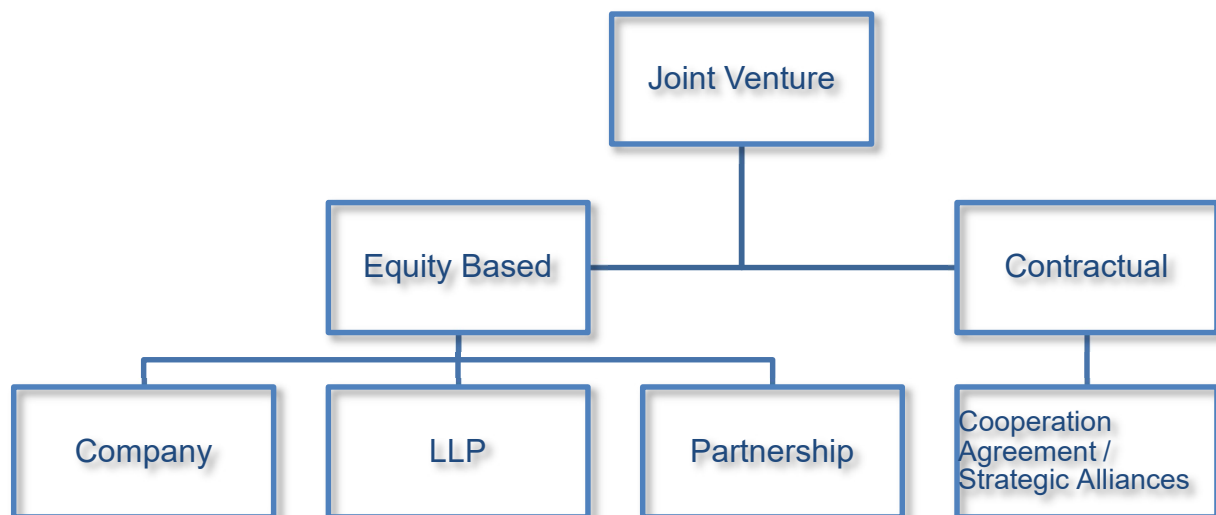 Joint Venture
Equity Based
Contractual
Company
LLP
Partnership
Cooperation
Agreement /
Strategic Alliances